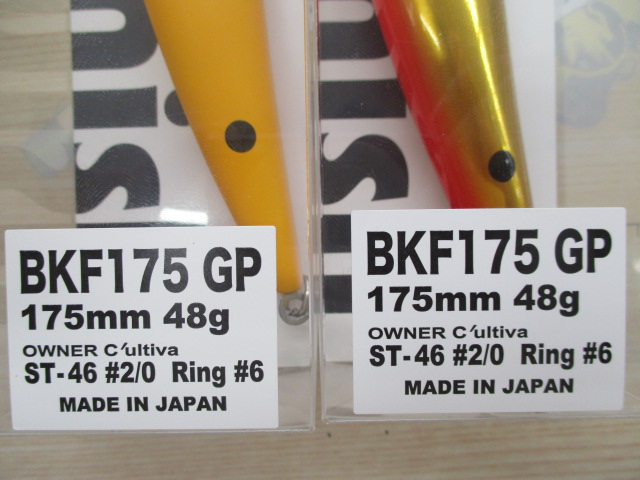 BKF175 GP
175mm 48g
OWNER C'ultiva
ST-46 #2/0 Ring #6
MADE IN JAPAN
BKF175 GP
175mm 48g
OWNER C'ultiva
ST-46 #2/0 Ring #6
MADE IN JAPAN